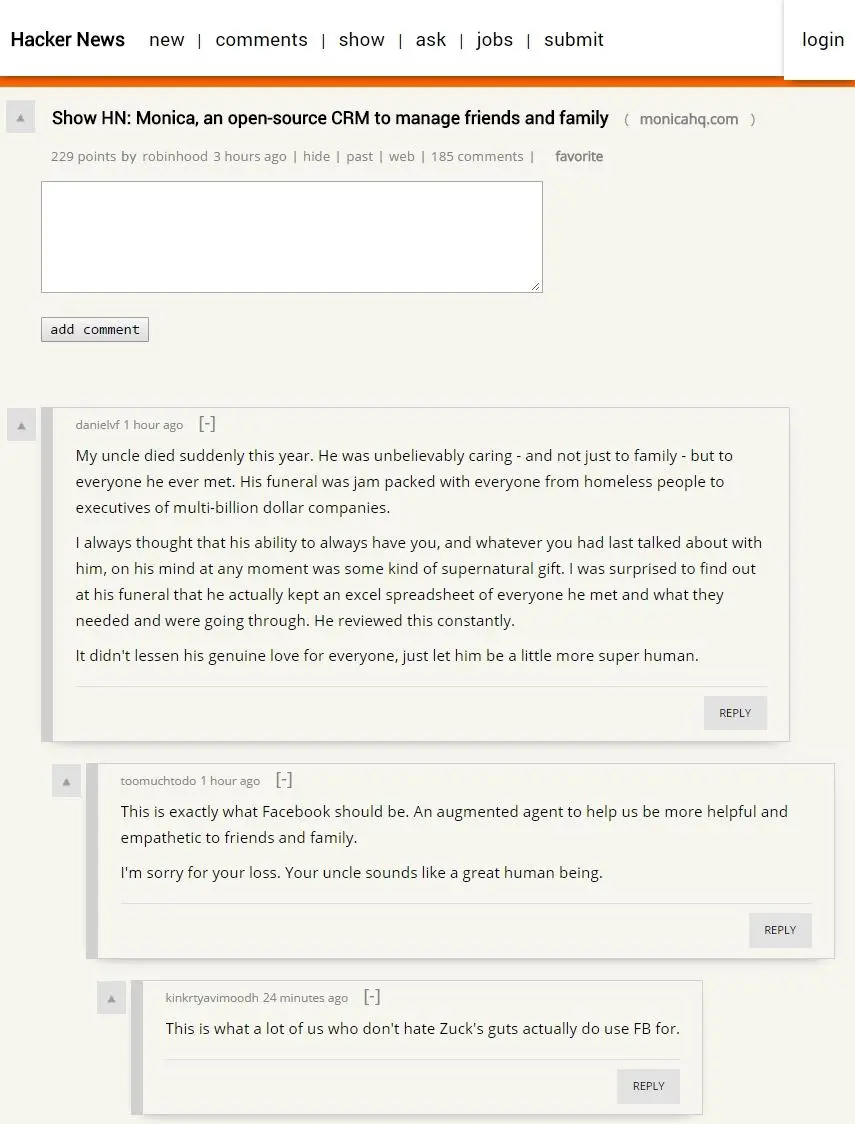 Hacker News new | comments | show | ask | jobs | submit login
▲ Show HN: Monica, an open-source CRM to manage friends and family ( monicahq.com )
229 points by robinhood 3 hours ago | hide | past | web | 185 comments | favorite
add comment
▲ danielvf 1 hour ago [-]
My uncle died suddenly this year. He was unbelievably caring - and not just to family - but to
everyone he ever met. His funeral was jam packed with everyone from homeless people to
executives of multi-billion dollar companies.
I always thought that his ability to always have you, and whatever you had last talked about with
him, on his mind at any moment was some kind of supernatural gift. I was surprised to find out
at his funeral that he actually kept an excel spreadsheet of everyone he met and what they
needed and were going through. He reviewed this constantly.
It didn't lessen his genuine love for everyone, just let him be a little more super human.
REPLY
▲ toomuchtodo 1 hour ago [-]
This is exactly what Facebook should be. An augmented agent to help us be more helpful and
empathetic to friends and family.
I'm sorry for your loss. Your uncle sounds like a great human being.
REPLY
▲ kinkrtyavimoodh 24 minutes ago [-]
This is what a lot of us who don't hate Zuck's guts actually do use FB for.
REPLY